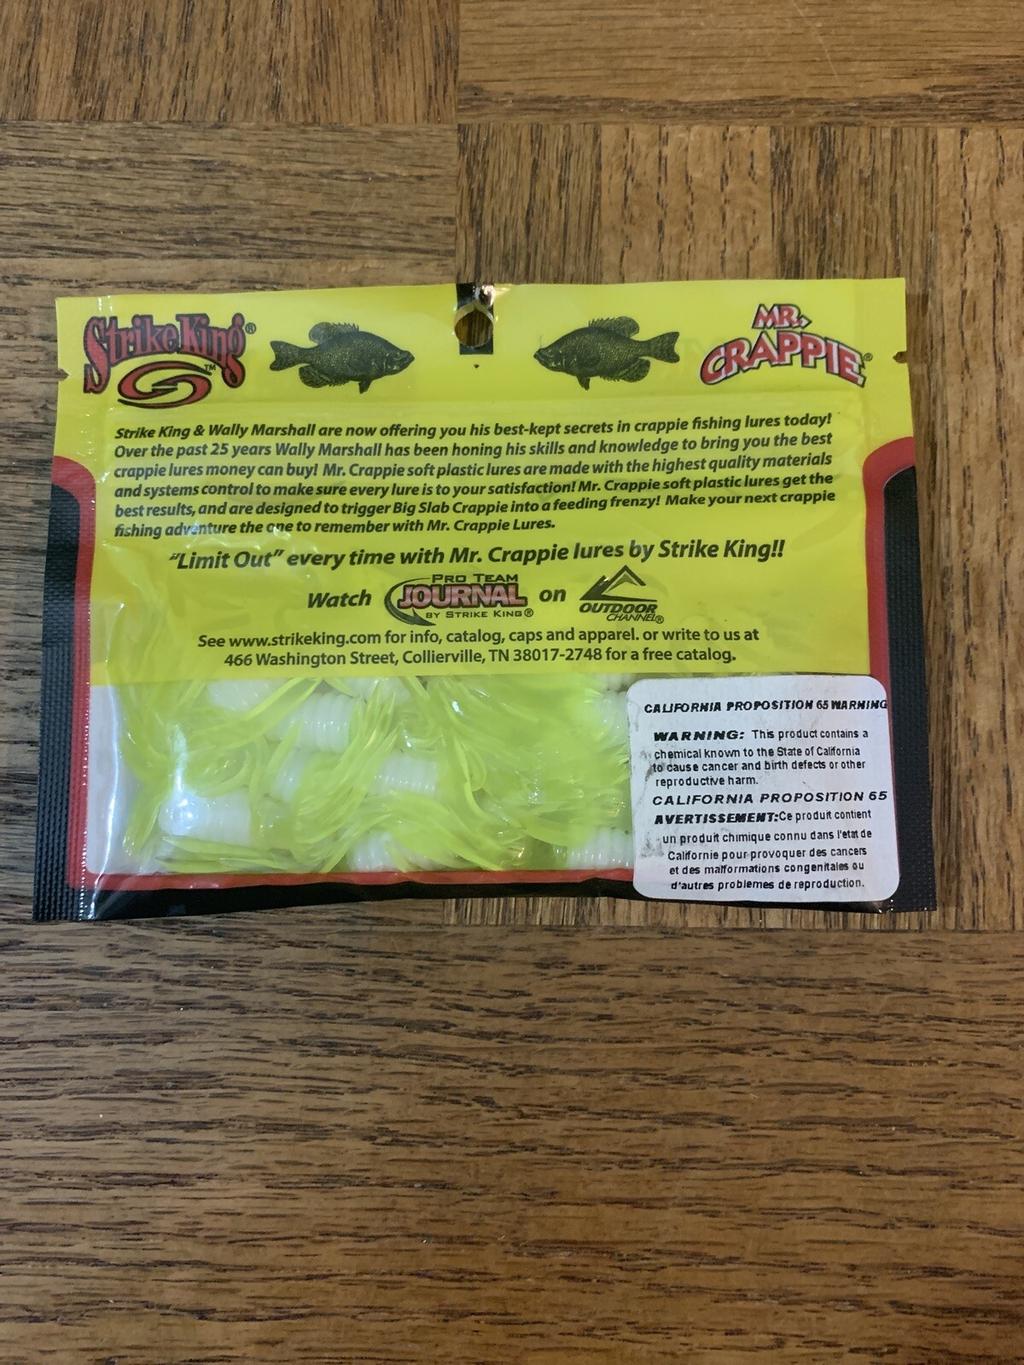 Strike King® MR. CRAPPIE®
TM
Strike King & Wally Marshall are now offering you his best-kept secrets in crappie fishing lures today!
Over the past 25 years Wally Marshall has been honing his skills and knowledge to bring you the best
crappie lures money can buy! Mr. Crappie soft plastic lures are made with the highest quality materials
and systems control to make sure every lure is to your satisfaction! Mr. Crappie soft plastic lures get the
best results, and are designed to trigger Big Slab Crappie into a feeding frenzy! Make your next crappie
fishing adventure the one to remember with Mr. Crappie Lures.
"Limit Out" every time with Mr. Crappie lures by Strike King!!
Watch PRO TEAM JOURNAL BY STRIKE KING® on OUTDOOR CHANNEL®
See www.strikeking.com for info, catalog, caps and apparel. or write to us at
466 Washington Street, Collierville, TN 38017-2748 for a free catalog.
CALIFORNIA PROPOSITION 65 WARNING
WARNING: This product contains a
chemical known to the State of California
to cause cancer and birth defects or other
reproductive harm.
CALIFORNIA PROPOSITION 65
AVERTISSEMENT:Ce produit contient
un produit chimique connu dans l'etat de
Californie pour provoquer des cancers
et des malformations congenitales ou
d'autres problemes de reproduction.